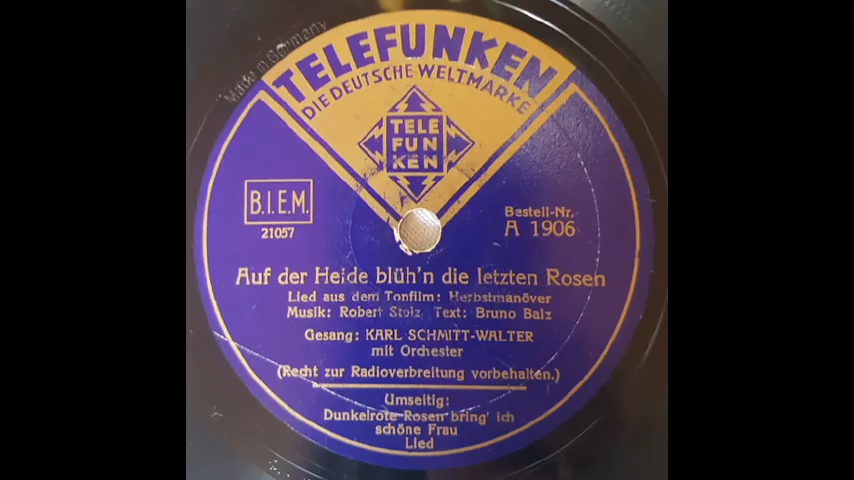 Made in Germany
TELEFUNKEN
DIE DEUTSCHE WELTMARKE
TELE
FUN
KEN
B.I.E.M.
21057
Bestell-Nr.
A 1906
Auf der Heide blüh'n die letzten Rosen
Lied aus dem Tonfilm: Herbstmanöver
Musik: Robert Stolz Text: Bruno Balz
Gesang: KARL SCHMITT-WALTER
mit Orchester
(Recht zur Radioverbreitung vorbehalten.)
Umseitig:
Dunkelrote Rosen bring' ich
schöne Frau
Lied